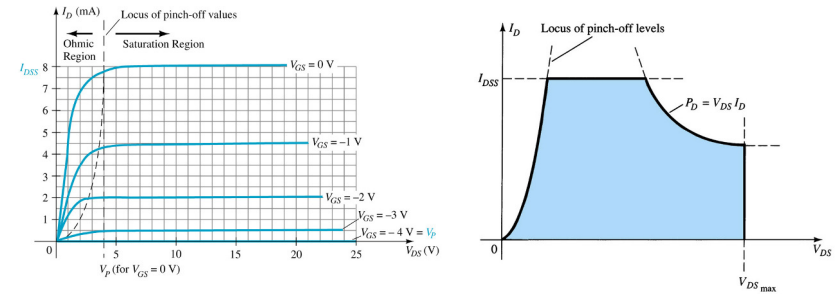 I_D (mA)
Locus of pinch-off values
Ohmic
Region
Saturation Region
I_DSS 8
7
6
5
4
3
2
1
0
5
10
15
20
25
V_GS = 0 V
V_GS = −1 V
V_GS = −2 V
V_GS = −3 V
V_GS = − 4 V = V_P
V_DS (V)
V_P (for V_GS = 0 V)
I_D
Locus of pinch-off levels
I_DSS
P_D = V_DS I_D
0
V_DS
V_DS max